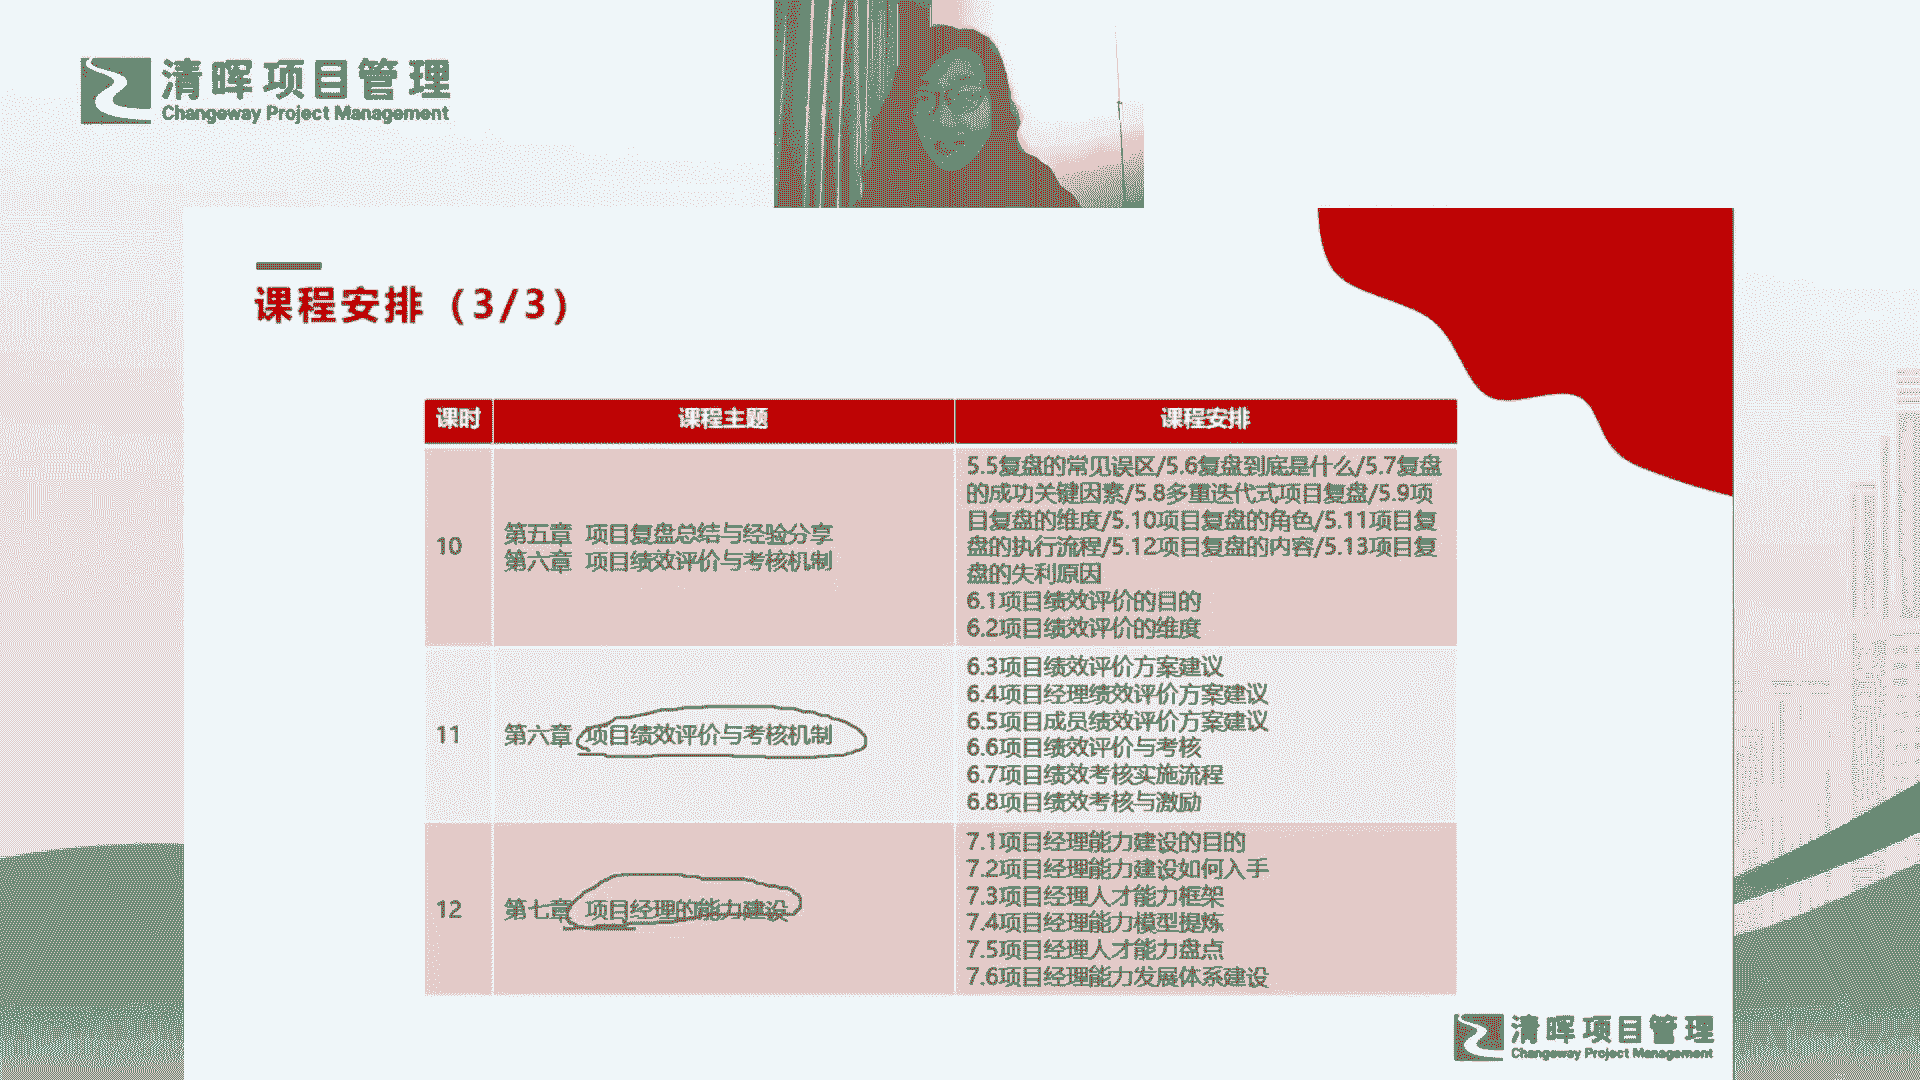 清晖项目管理
Changeway Project Management
课程安排（3/3）
课时
课程主题
课程安排
10
第五章 项目复盘总结与经验分享
第六章 项目绩效评价与考核机制
5.5复盘的常见误区/5.6复盘到底是什么/5.7复盘
的成功关键因素/5.8多重迭代式项目复盘/5.9项
目复盘的维度/5.10项目复盘的角色/5.11项目复
盘的执行流程/5.12项目复盘的内容/5.13项目复
盘的失利原因
6.1项目绩效评价的目的
6.2项目绩效评价的维度
11
第六章 项目绩效评价与考核机制
6.3项目绩效评价方案建议
6.4项目经理绩效评价方案建议
6.5项目成员绩效评价方案建议
6.6项目绩效评价与考核
6.7项目绩效考核实施流程
6.8项目绩效考核与激励
12
第七章 项目经理的能力建设
7.1项目经理能力建设的目的
7.2项目经理能力建设如何入手
7.3项目经理人才能力框架
7.4项目经理能力模型提炼
7.5项目经理人才能力盘点
7.6项目经理能力发展体系建设
清晖项目管理
Changeway Project Management